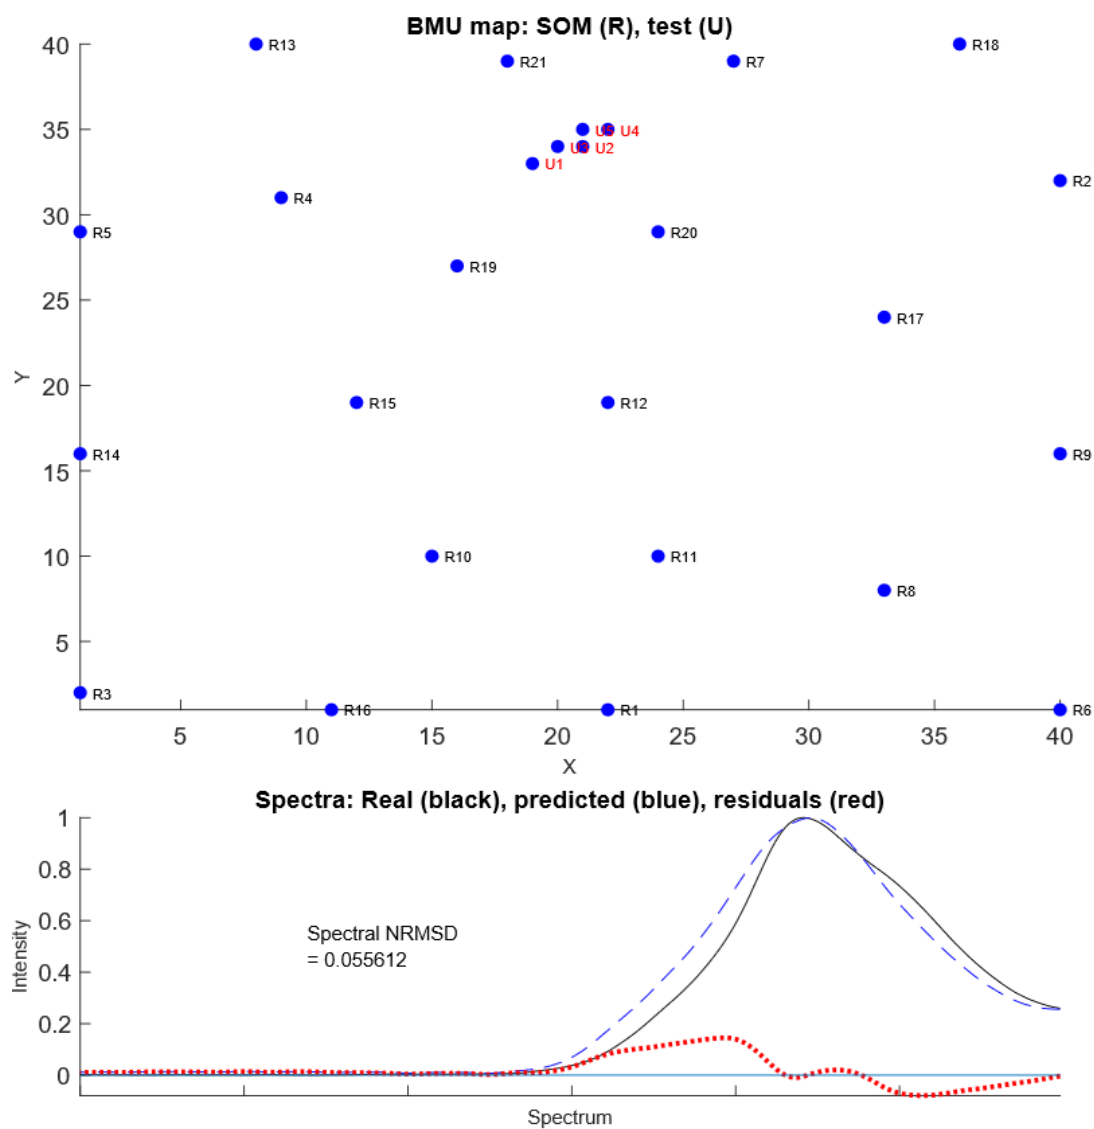 BMU map: SOM (R), test (U)
40
R13
R18
R21
R7
35
U5
U4
U3
U2
U1
R2
R4
30
R5
R20
R19
25
R17
Y
20
R15
R12
R14
R9
15
10
R10
R11
R8
5
R3
R16
R1
R6
5
10
15
20
25
30
35
40
X
Spectra: Real (black), predicted (blue), residuals (red)
1
0.8
0.6
Spectral NRMSD
= 0.055612
Intensity
0.4
0.2
0
Spectrum